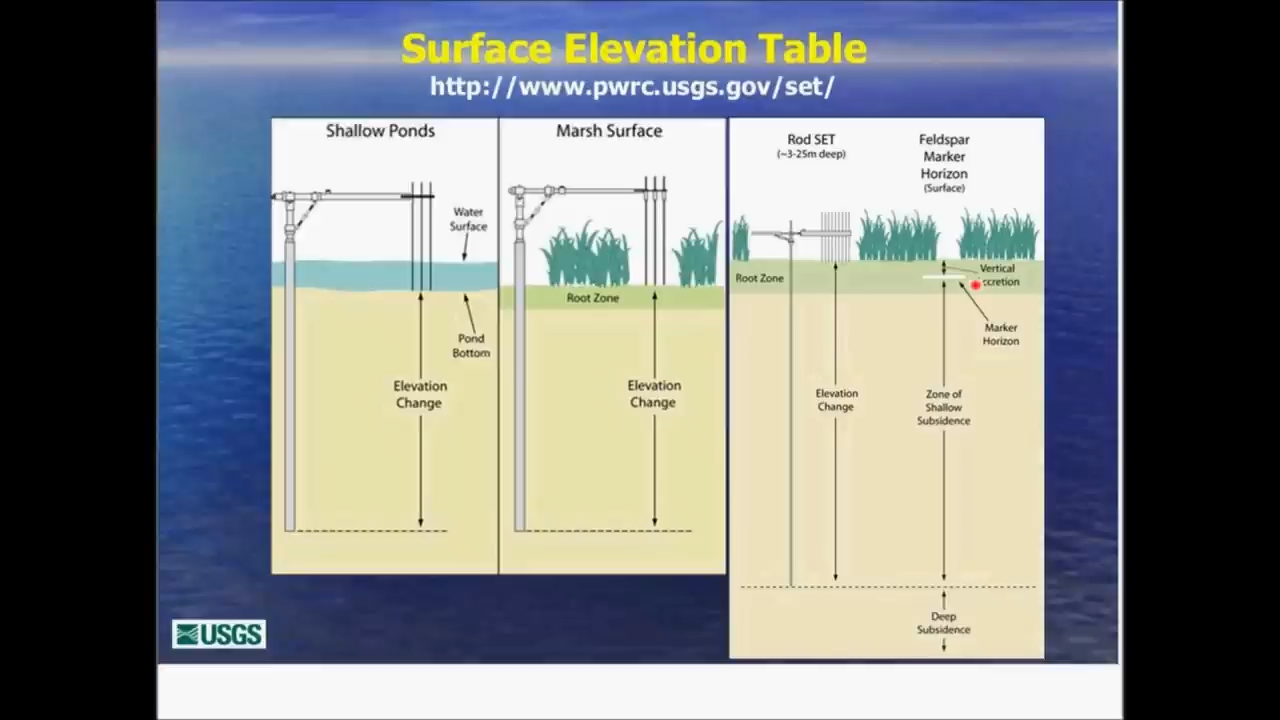 Surface Elevation Table
http://www.pwrc.usgs.gov/set/
Shallow Ponds
Water
Surface
Pond
Bottom
Elevation
Change
Marsh Surface
Root Zone
Elevation
Change
Rod SET
(~3-25m deep)
Feldspar
Marker
Horizon
(Surface)
Root Zone
Vertical
ccretion
Marker
Horizon
Elevation
Change
Zone of
Shallow
Subsidence
Deep
Subsidence
USGS